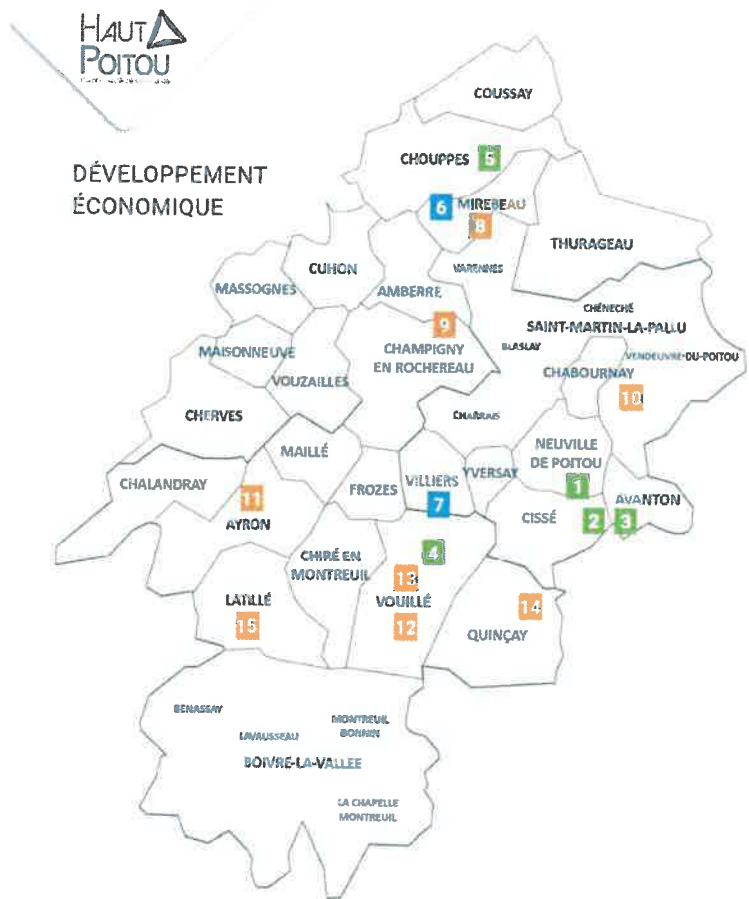 HAUT
POITOU
DÉVELOPPEMENT
ÉCONOMIQUE
COUSSAY
CHOUPPES 5
6 MIREBEAU
8
THURAGEAU
CUHON
VARENNES
MASSOGNES
AMBERRE
CHÉNECHÉ
9
SAINT-MARTIN-LA-PALLU
MAISONNEUVE
CHAMPIGNY
EN ROCHEREAU
BLASLAY
VENDEUVRE-DU-POITOU
CHABOURNAY
VOUZAILLES
10
CHERVES
CHARRAIS
MAILLÉ
NEUVILLE
DE POITOU
CHALANDRAY
FROZES
VILLIERS
YVERSAY
1
11
7
AVANTON
AYRON
CISSÉ
2 3
4
CHIRÉ EN
MONTREUIL
13
LATILLÉ
VOUILLÉ
14
15
12
QUINÇAY
BENASSAY
MONTREUIL
BONNIN
LAVAUSSEAU
BOIVRE-LA-VALLEE
LA CHAPELLE
MONTREUIL